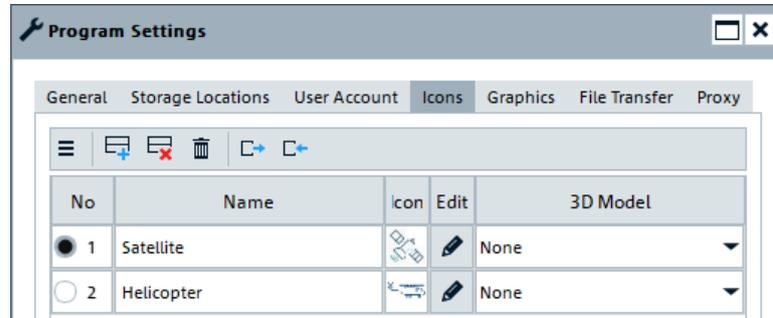 Program Settings
General Storage Locations User Account Icons Graphics File Transfer Proxy
No Name Icon Edit 3D Model
1 Satellite None
2 Helicopter None